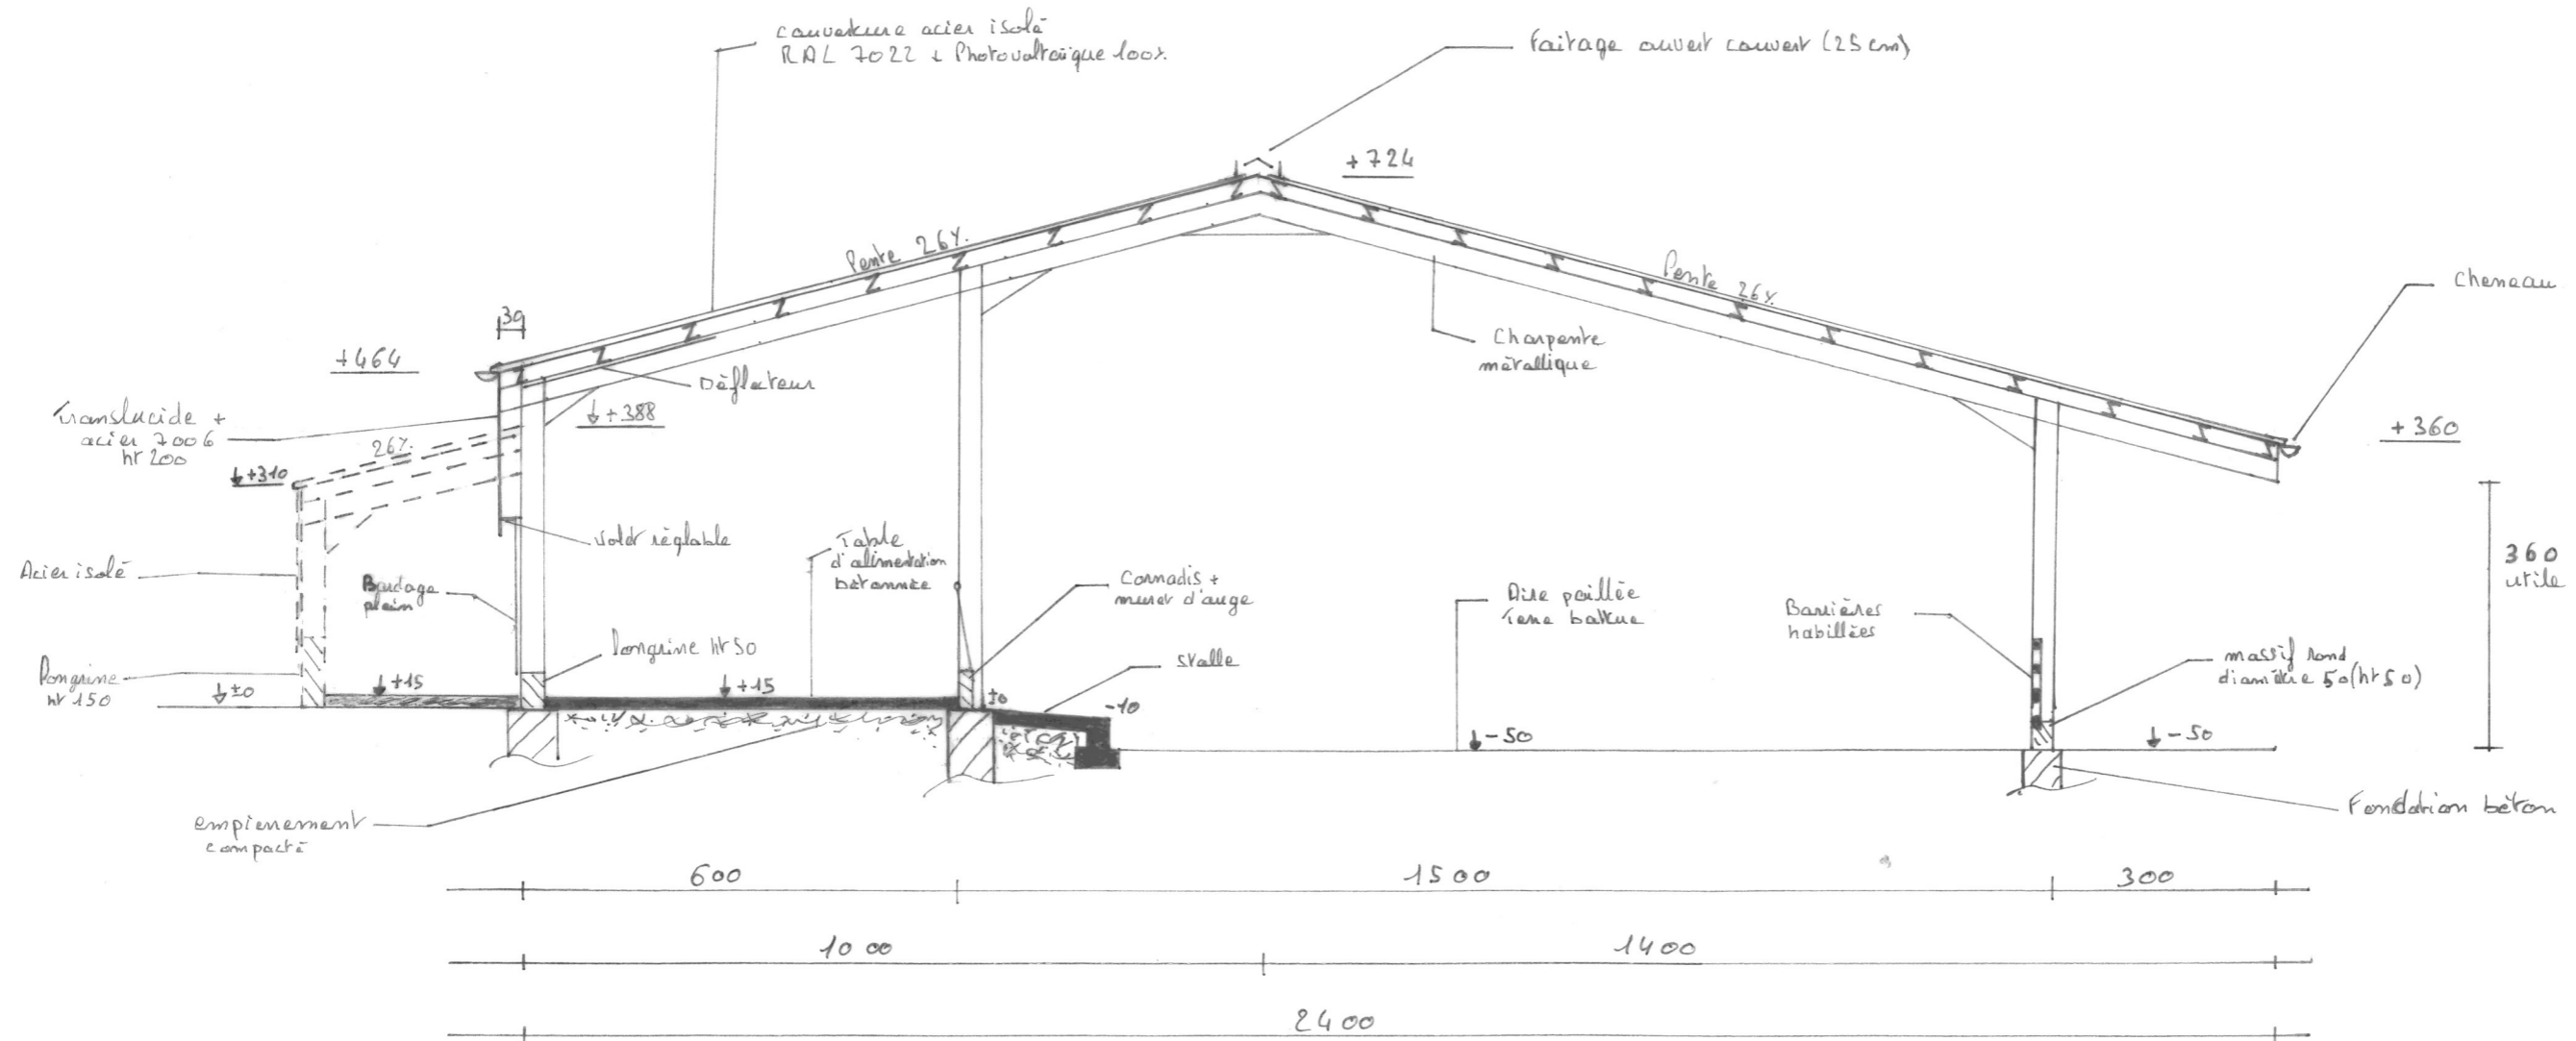 couverture acier isolé
RAL 7022 + Photovoltaïque 100%
Faitage ouvert couvert (25 cm)
+724
Pente 26%
Pente 26%
Cheneau
30
Charpente
métallique
+464
Déflecteur
+388
+360
Translucide +
acier 7006
ht 200
26%
+310
Volet réglable
Table
d'alimentation
bétonnée
360
utile
Acier isolé
Bardage
plein
Cornadis +
muret d'auge
Aire paillée
Terre battue
Barrières
habillées
Longrine ht 50
stalle
massif rond
diamètre 50 (ht 50)
Longrine
ht 150
±0
+15
+15
±0
-10
-50
-50
empierrement
compacté
Fondation béton
600
1500
300
1000
1400
2400